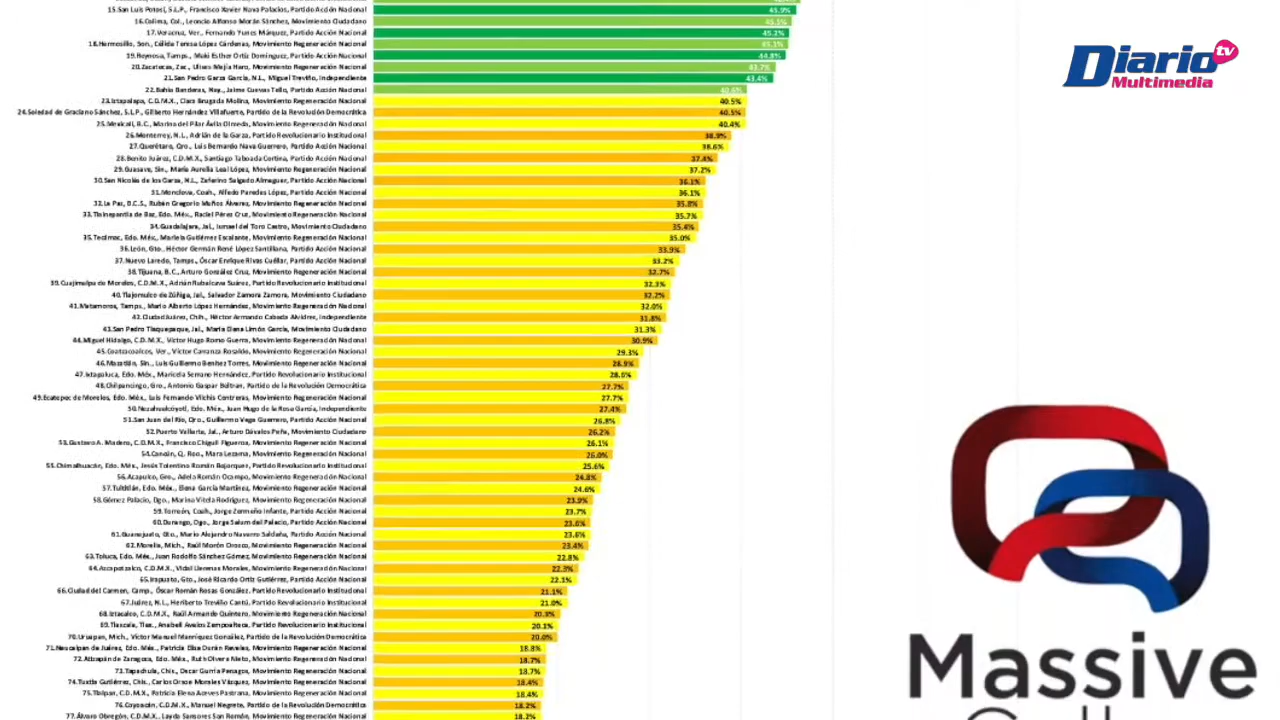 15.San Luis Potosí, S.L.P., Francisco Xavier Nava Palacios, Partido Acción Nacional 45.9%
16.Colima, Col., Leoncio Alfonso Morán Sánchez, Movimiento Ciudadano 45.5%
17.Veracruz, Ver., Fernando Yunes Márquez, Partido Acción Nacional 45.2%
18.Hermosillo, Son., Célida Teresa López Cárdenas, Movimiento Regeneración Nacional 45.1%
19.Reynosa, Tamps., Maki Esther Ortiz Domínguez, Partido Acción Nacional 44.8%
20.Zacatecas, Zac., Ulises Mejía Haro, Movimiento Regeneración Nacional 43.7%
21.San Pedro Garza García, N.L., Miguel Treviño, Independiente 43.4%
22.Bahía Banderas, Nay., Jaime Cuevas Tello, Partido Acción Nacional 40.6%
23.Iztapalapa, C.D.M.X., Clara Brugada Molina, Movimiento Regeneración Nacional 40.5%
24.Soledad de Graciano Sánchez, S.L.P., Gilberto Hernández Villafuerte, Partido de la Revolución Democrática 40.5%
25.Mexicali, B.C., Marina del Pilar Ávila Olmeda, Movimiento Regeneración Nacional 40.4%
26.Monterrey, N.L., Adrián de la Garza, Partido Revolucionario Institucional 38.9%
27.Querétaro, Qro., Luis Bernardo Nava Guerrero, Partido Acción Nacional 38.6%
28.Benito Juárez, C.D.M.X., Santiago Taboada Cortina, Partido Acción Nacional 37.4%
29.Guasave, Sin., María Aurelia Leal López, Movimiento Regeneración Nacional 37.2%
30.San Nicolás de los Garza, N.L., Zeferino Salgado Almaguer, Partido Acción Nacional 36.1%
31.Monclova, Coah., Alfredo Paredes López, Partido Acción Nacional 36.1%
32.La Paz, B.C.S., Rubén Gregorio Muñoz Álvarez, Movimiento Regeneración Nacional 35.8%
33.Tlalnepantla de Baz, Edo. Méx., Raciel Pérez Cruz, Movimiento Regeneración Nacional 35.7%
34.Guadalajara, Jal., Ismael del Toro Castro, Movimiento Ciudadano 35.4%
35.Tecámac, Edo. Méx., Mariela Gutiérrez Escalante, Movimiento Regeneración Nacional 35.0%
36.León, Gto., Héctor Germán René López Santillana, Partido Acción Nacional 33.9%
37.Nuevo Laredo, Tamps., Óscar Enrique Rivas Cuéllar, Partido Acción Nacional 33.2%
38.Tijuana, B.C., Arturo González Cruz, Movimiento Regeneración Nacional 32.7%
39.Cuajimalpa de Morelos, C.D.M.X., Adrián Rubalcava Suárez, Partido Revolucionario Institucional 32.3%
40.Tlajomulco de Zúñiga, Jal., Salvador Zamora Zamora, Movimiento Ciudadano 32.2%
41.Matamoros, Tamps., Mario Alberto López Hernández, Movimiento Regeneración Nacional 32.0%
42.Ciudad Juárez, Chih., Héctor Armando Cabada Alvídrez, Independiente 31.8%
43.San Pedro Tlaquepaque, Jal., María Elena Limón García, Movimiento Ciudadano 31.3%
44.Miguel Hidalgo, C.D.M.X., Víctor Hugo Romo Guerra, Movimiento Regeneración Nacional 30.9%
45.Coatzacoalcos, Ver., Víctor Carranza Rosaldo, Movimiento Regeneración Nacional 29.3%
46.Mazatlán, Sin., Luis Guillermo Benítez Torres, Movimiento Regeneración Nacional 28.9%
47.Ixtapaluca, Edo. Méx., Maricela Serrano Hernández, Partido Revolucionario Institucional 28.6%
48.Chilpancingo, Gro., Antonio Gaspar Beltrán, Partido de la Revolución Democrática 27.7%
49.Ecatepec de Morelos, Edo. Méx., Luis Fernando Vilchis Contreras, Movimiento Regeneración Nacional 27.7%
50.Nezahualcóyotl, Edo. Méx., Juan Hugo de la Rosa García, Independiente 27.4%
51.San Juan del Río, Qro., Guillermo Vega Guerrero, Partido Acción Nacional 26.8%
52.Puerto Vallarta, Jal., Arturo Dávalos Peña, Movimiento Ciudadano 26.2%
53.Gustavo A. Madero, C.D.M.X., Francisco Chiguil Figueroa, Movimiento Regeneración Nacional 26.1%
54.Cancún, Q. Roo., Mara Lezama, Movimiento Regeneración Nacional 26.0%
55.Chimalhuacán, Edo. Méx., Jesús Tolentino Román Bojorquez, Partido Revolucionario Institucional 25.6%
56.Acapulco, Gro., Adela Román Ocampo, Movimiento Regeneración Nacional 24.8%
57.Tultitlán, Edo. Méx., Elena García Martínez, Movimiento Regeneración Nacional 24.6%
58.Gómez Palacio, Dgo., Marina Vitela Rodríguez, Movimiento Regeneración Nacional 23.9%
59.Torreón, Coah., Jorge Zermeño Infante, Partido Acción Nacional 23.7%
60.Durango, Dgo., Jorge Salum del Palacio, Partido Acción Nacional 23.6%
61.Guanajuato, Gto., Mario Alejandro Navarro Saldaña, Partido Acción Nacional 23.6%
62.Morelia, Mich., Raúl Morón Orozco, Movimiento Regeneración Nacional 23.4%
63.Toluca, Edo. Méx., Juan Rodolfo Sánchez Gómez, Movimiento Regeneración Nacional 22.8%
64.Azcapotzalco, C.D.M.X., Vidal Llerenas Morales, Movimiento Regeneración Nacional 22.3%
65.Irapuato, Gto., José Ricardo Ortiz Gutiérrez, Partido Acción Nacional 22.1%
66.Ciudad del Carmen, Camp., Óscar Román Rosas González, Partido Revolucionario Institucional 21.1%
67.Juárez, N.L., Heriberto Treviño Cantú, Partido Revolucionario Institucional 21.0%
68.Iztacalco, C.D.M.X., Raúl Armando Quintero, Movimiento Regeneración Nacional 20.3%
69.Tlaxcala, Tlax., Anabell Avalos Zempoalteca, Partido Revolucionario Institucional 20.1%
70.Uruapan, Mich., Víctor Manuel Manríquez González, Partido de la Revolución Democrática 20.0%
71.Naucalpan de Juárez, Edo. Méx., Patricia Elisa Durán Reveles, Movimiento Regeneración Nacional 18.8%
72.Atizapán de Zaragoza, Edo. Méx., Ruth Olvera Nieto, Movimiento Regeneración Nacional 18.7%
73.Tapachula, Chis., Oscar Gurría Penagos, Movimiento Regeneración Nacional 18.7%
74.Tuxtla Gutiérrez, Chis., Carlos Orsoe Morales Vázquez, Movimiento Regeneración Nacional 18.4%
75.Tlalpan, C.D.M.X., Patricia Elena Aceves Pastrana, Movimiento Regeneración Nacional 18.4%
76.Coyoacán, C.D.M.X., Manuel Negrete, Partido de la Revolución Democrática 18.2%
77.Álvaro Obregón, C.D.M.X., Layda Sansores San Román, Movimiento Regeneración Nacional 18.2%
Diario tv
Multimedia
Massive